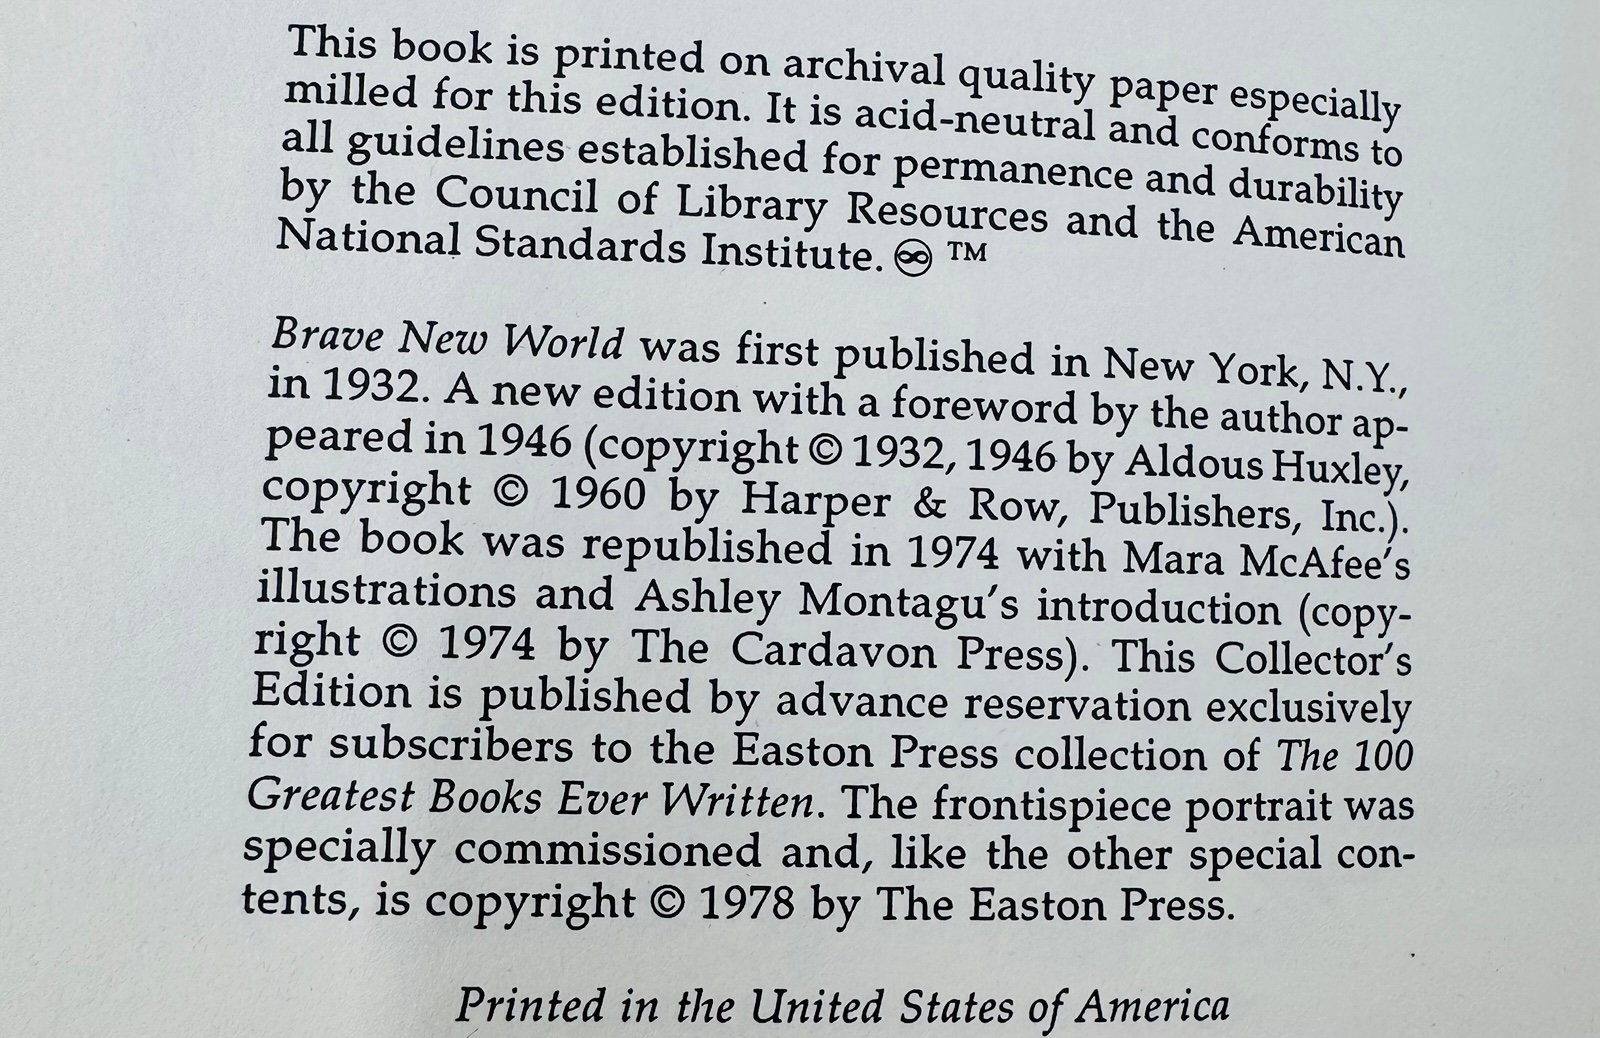 This book is printed on archival quality paper especially
milled for this edition. It is acid-neutral and conforms to
all guidelines established for permanence and durability
by the Council of Library Resources and the American
National Standards Institute. ♾ ™
Brave New World was first published in New York, N.Y.,
in 1932. A new edition with a foreword by the author ap-
peared in 1946 (copyright © 1932, 1946 by Aldous Huxley,
copyright © 1960 by Harper & Row, Publishers, Inc.).
The book was republished in 1974 with Mara McAfee's
illustrations and Ashley Montagu's introduction (copy-
right © 1974 by The Cardavon Press). This Collector's
Edition is published by advance reservation exclusively
for subscribers to the Easton Press collection of The 100
Greatest Books Ever Written. The frontispiece portrait was
specially commissioned and, like the other special con-
tents, is copyright © 1978 by The Easton Press.
Printed in the United States of America